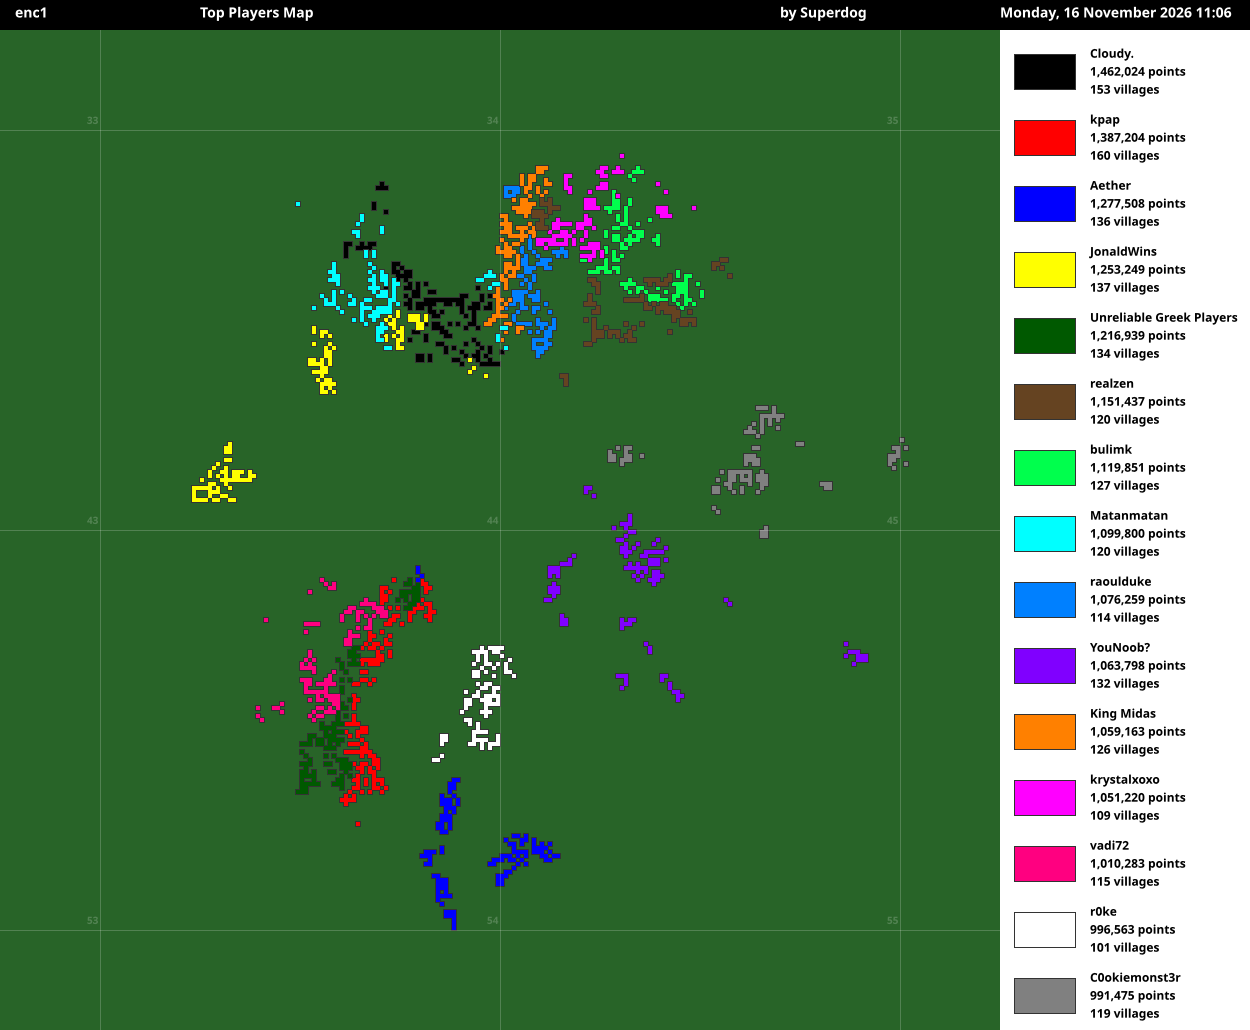 enc1 Top Players Map by Superdog Monday, 16 November 2026 11:06
33 34 35
43 44 45
53 54 55
Cloudy.
1,462,024 points
153 villages
kpap
1,387,204 points
160 villages
Aether
1,277,508 points
136 villages
JonaldWins
1,253,249 points
137 villages
Unreliable Greek Players
1,216,939 points
134 villages
realzen
1,151,437 points
120 villages
bulimk
1,119,851 points
127 villages
Matanmatan
1,099,800 points
120 villages
raoulduke
1,076,259 points
114 villages
YouNoob?
1,063,798 points
132 villages
King Midas
1,059,163 points
126 villages
krystalxoxo
1,051,220 points
109 villages
vadi72
1,010,283 points
115 villages
r0ke
996,563 points
101 villages
C0okiemonst3r
991,475 points
119 villages